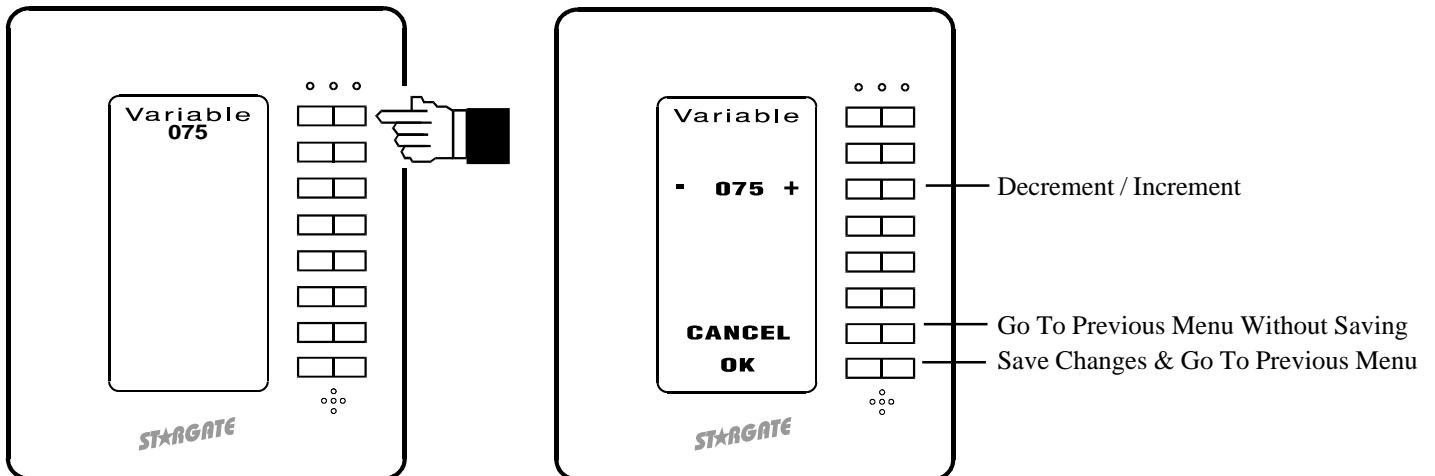 Variable
075
STARGATE
Variable
- 075 +
CANCEL
OK
STARGATE
Decrement / Increment
Go To Previous Menu Without Saving
Save Changes & Go To Previous Menu